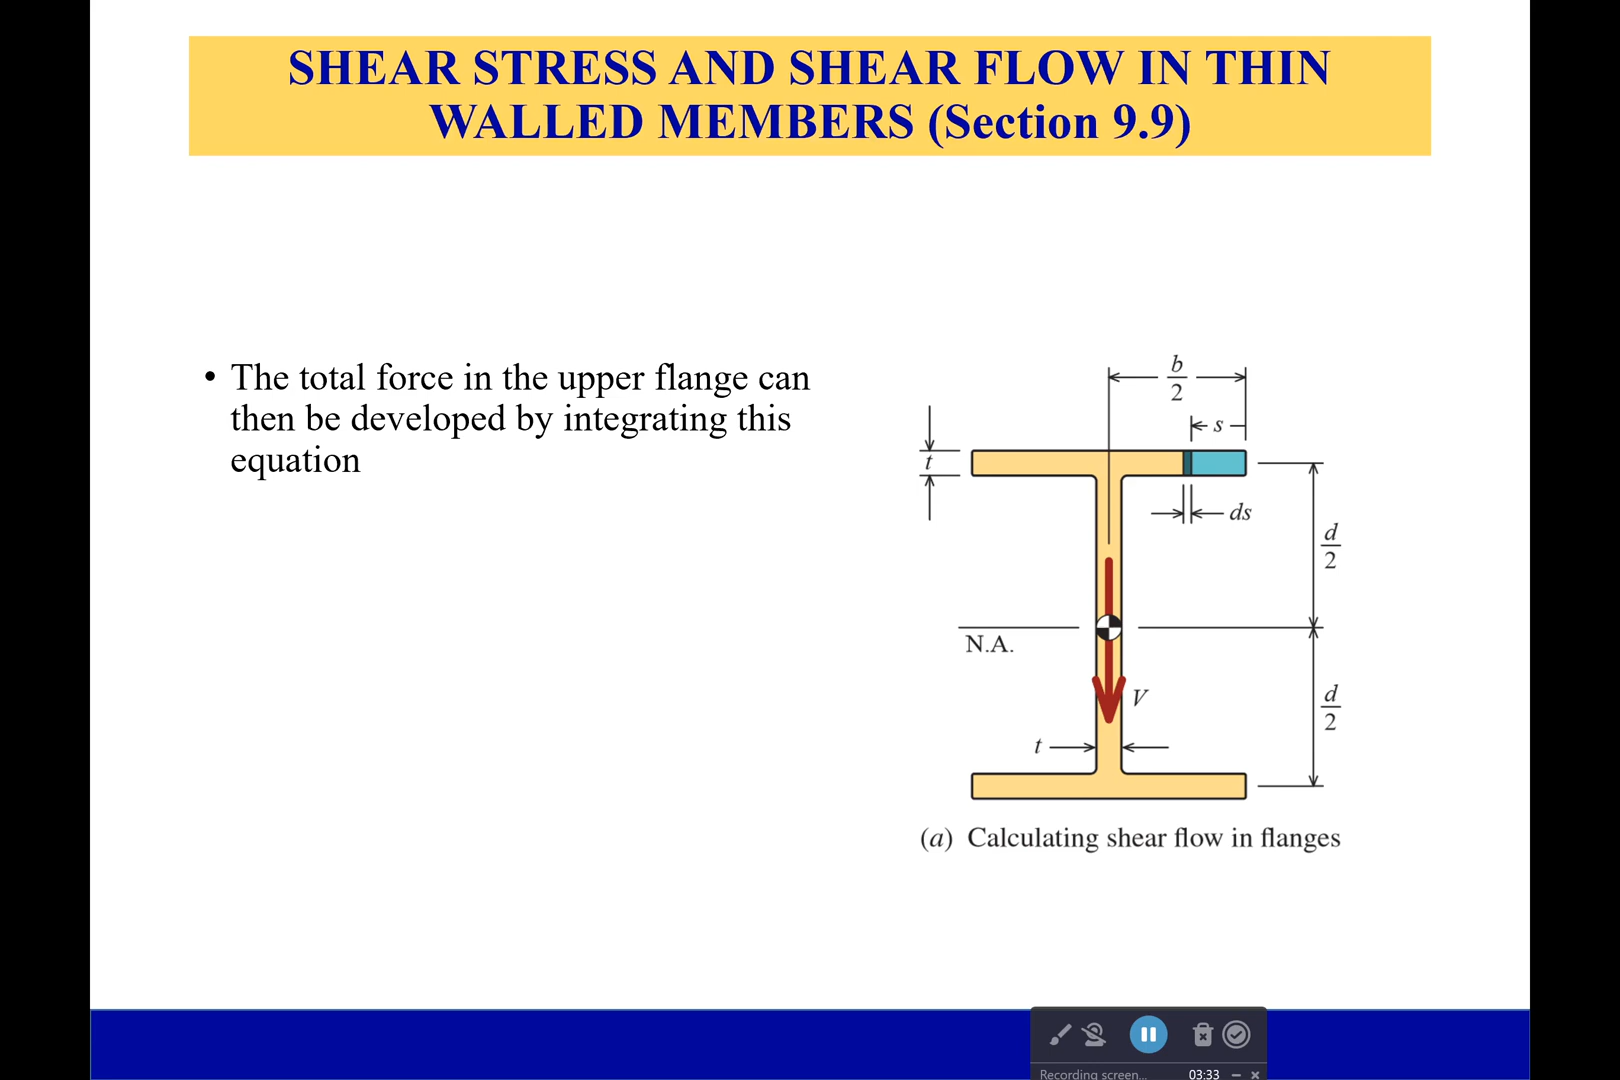 SHEAR STRESS AND SHEAR FLOW IN THIN
WALLED MEMBERS (Section 9.9)
• The total force in the upper flange can
then be developed by integrating this
equation
b
2
s
t
ds
d
2
N.A.
V
d
2
t
(a) Calculating shear flow in flanges
Recording screen... 03:33